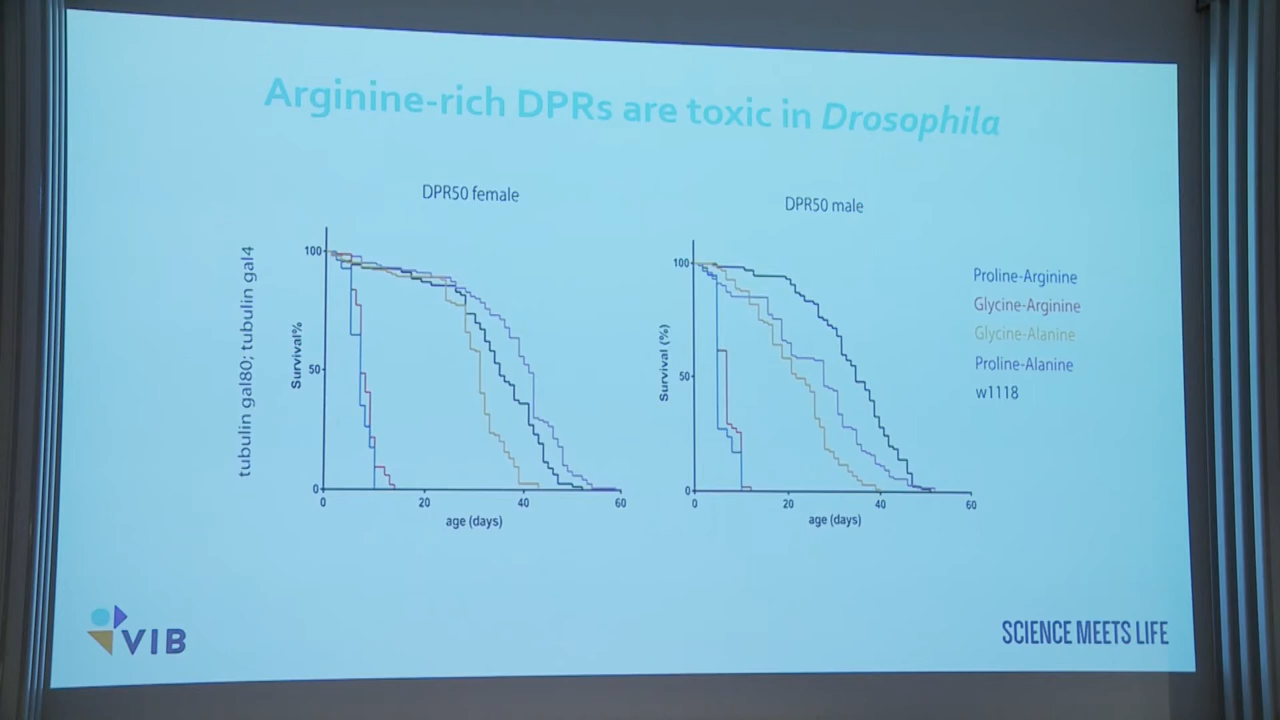 Arginine-rich DPRs are toxic in Drosophila
DPR50 female
DPR50 male
tubulin gal80; tubulin gal4
Survival%
100
50
0
0
20
40
60
age (days)
Survival (%)
100
50
0
0
20
40
60
age (days)
Proline-Arginine
Glycine-Arginine
Glycine-Alanine
Proline-Alanine
w1118
VIB
SCIENCE MEETS LIFE